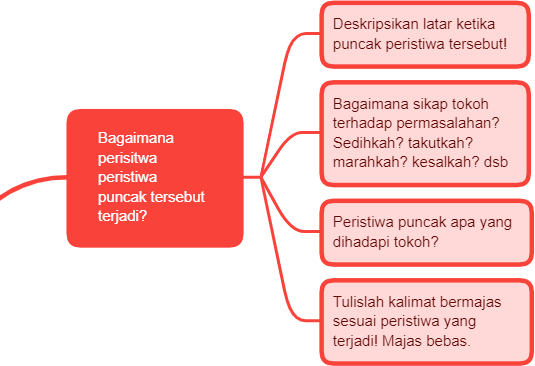 Deskripsikan latar ketika
puncak peristiwa tersebut!
Bagaimana sikap tokoh
terhadap permasalahan?
Sedihkah? takutkah?
marahkah? kesalkah? dsb
Bagaimana
perisitwa
peristiwa
puncak tersebut
terjadi?
Peristiwa puncak apa yang
dihadapi tokoh?
Tulislah kalimat bermajas
sesuai peristiwa yang
terjadi! Majas bebas.